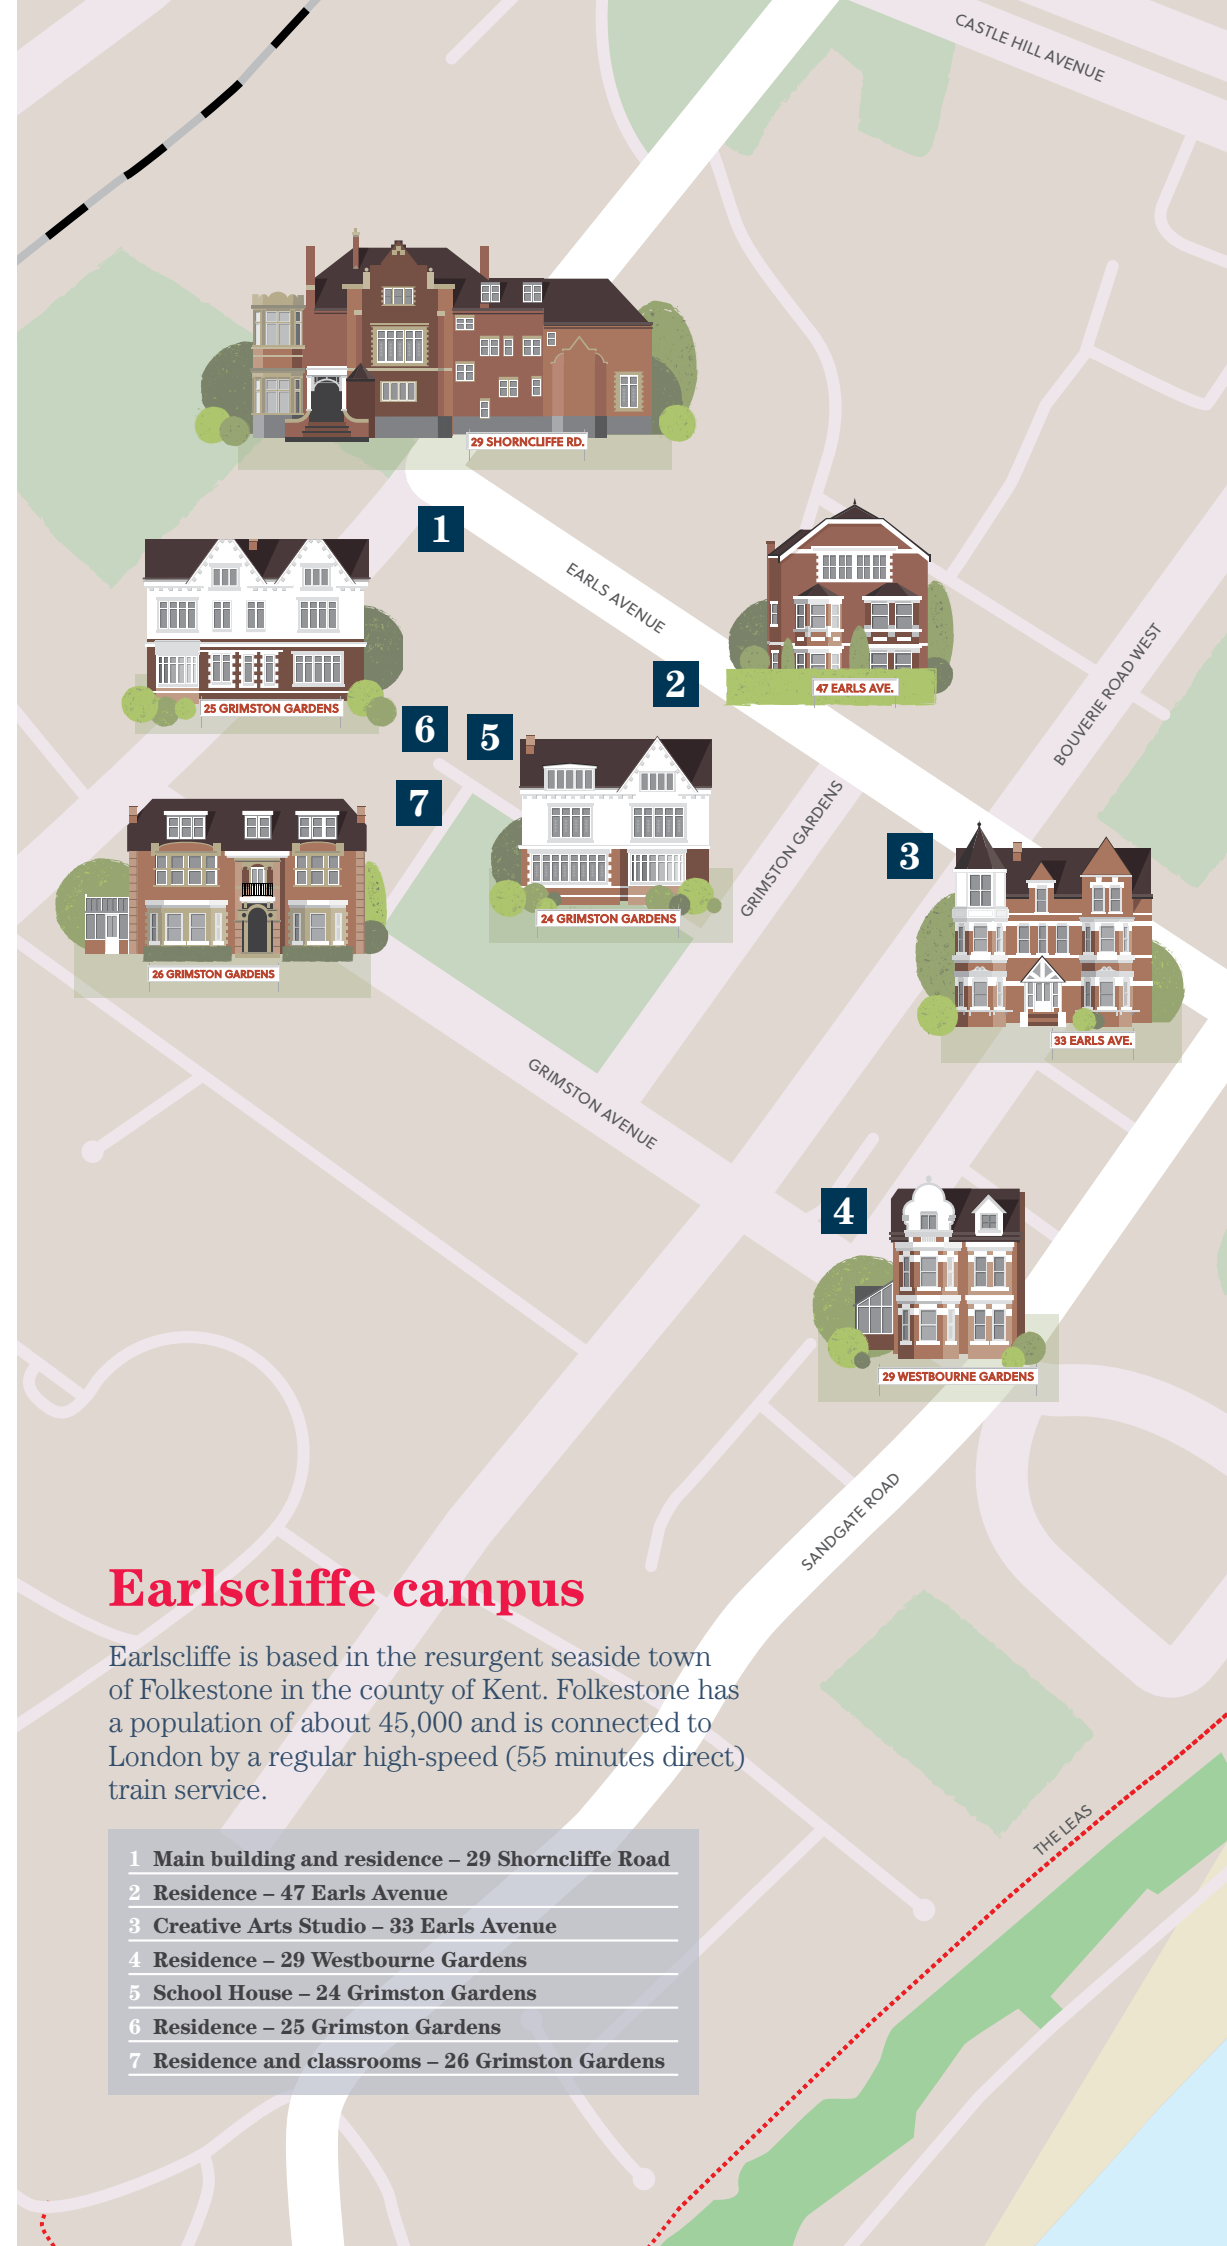 CASTLE HILL AVENUE
29 SHORNCLIFFE RD.
1
EARLS AVENUE
47 EARLS AVE.
2
BOUVERIE ROAD WEST
25 GRIMSTON GARDENS
6
5
7
GRIMSTON GARDENS
3
24 GRIMSTON GARDENS
26 GRIMSTON GARDENS
33 EARLS AVE.
GRIMSTON AVENUE
4
29 WESTBOURNE GARDENS
SANDGATE ROAD
Earlscliffe campus
Earlscliffe is based in the resurgent seaside town
of Folkestone in the county of Kent. Folkestone has
a population of about 45,000 and is connected to
London by a regular high-speed (55 minutes direct)
train service.
THE LEAS
1 Main building and residence – 29 Shorncliffe Road
2 Residence – 47 Earls Avenue
3 Creative Arts Studio – 33 Earls Avenue
4 Residence – 29 Westbourne Gardens
5 School House – 24 Grimston Gardens
6 Residence – 25 Grimston Gardens
7 Residence and classrooms – 26 Grimston Gardens